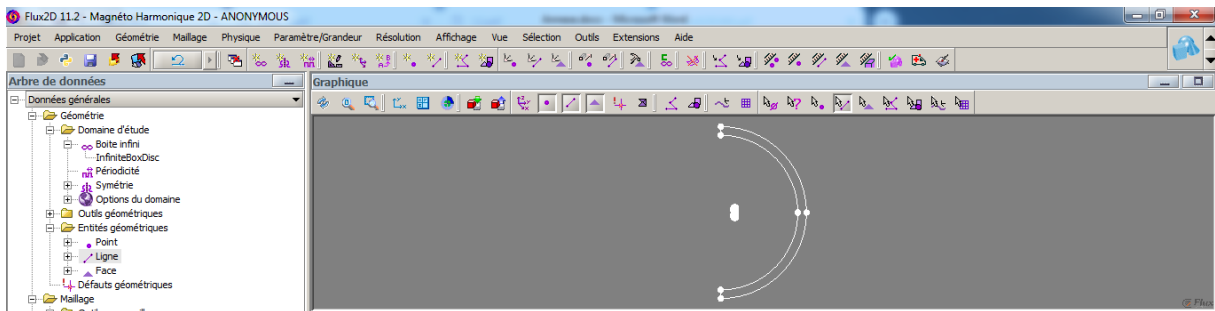 Flux2D 11.2 - Magnéto Harmonique 2D - ANONYMOUS
Projet Application Géométrie Maillage Physique Paramètre/Grandeur Résolution Affichage Vue Sélection Outils Extensions Aide
Arbre de données
Graphique
Données générales
Géométrie
Domaine d'étude
Boite infini
InfiniteBoxDisc
Périodicité
Symétrie
Options du domaine
Outils géométriques
Entités géométriques
Point
Ligne
Face
Défauts géométriques
Maillage
Flux